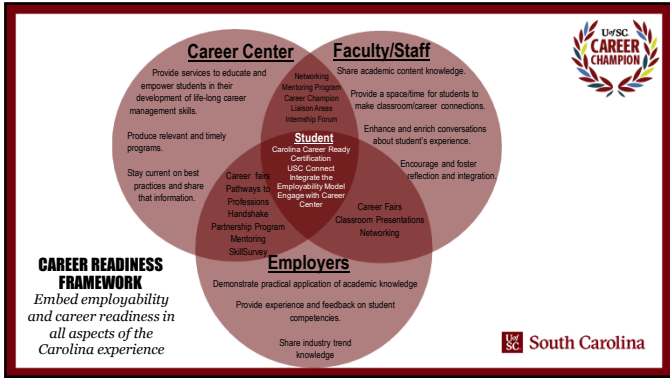 Career Center
Provide services to educate and
empower students in their
development of life-long career
management skills.
Produce relevant and timely
programs.
Stay current on best
practices and share
that information.
Faculty/Staff
Share academic content knowledge.
Provide a space/time for students to
make classroom/career connections.
Enhance and enrich conversations
about student's experience.
Encourage and foster
reflection and integration.
Networking
Mentoring Program
Career Champion
Liaison Areas
Internship Forum
Student
Carolina Career Ready
Certification
USC Connect
Integrate the
Employability Model
Engage with Career
Center
Career fairs
Pathways to
Professions
Handshake
Partnership Program
Mentoring
SkillSurvey
Career Fairs
Classroom Presentations
Networking
Employers
Demonstrate practical application of academic knowledge
Provide experience and feedback on student
competencies.
Share industry trend
knowledge
CAREER READINESS
FRAMEWORK
Embed employability
and career readiness in
all aspects of the
Carolina experience
UofSC
CAREER
CHAMPION
UofSC South Carolina